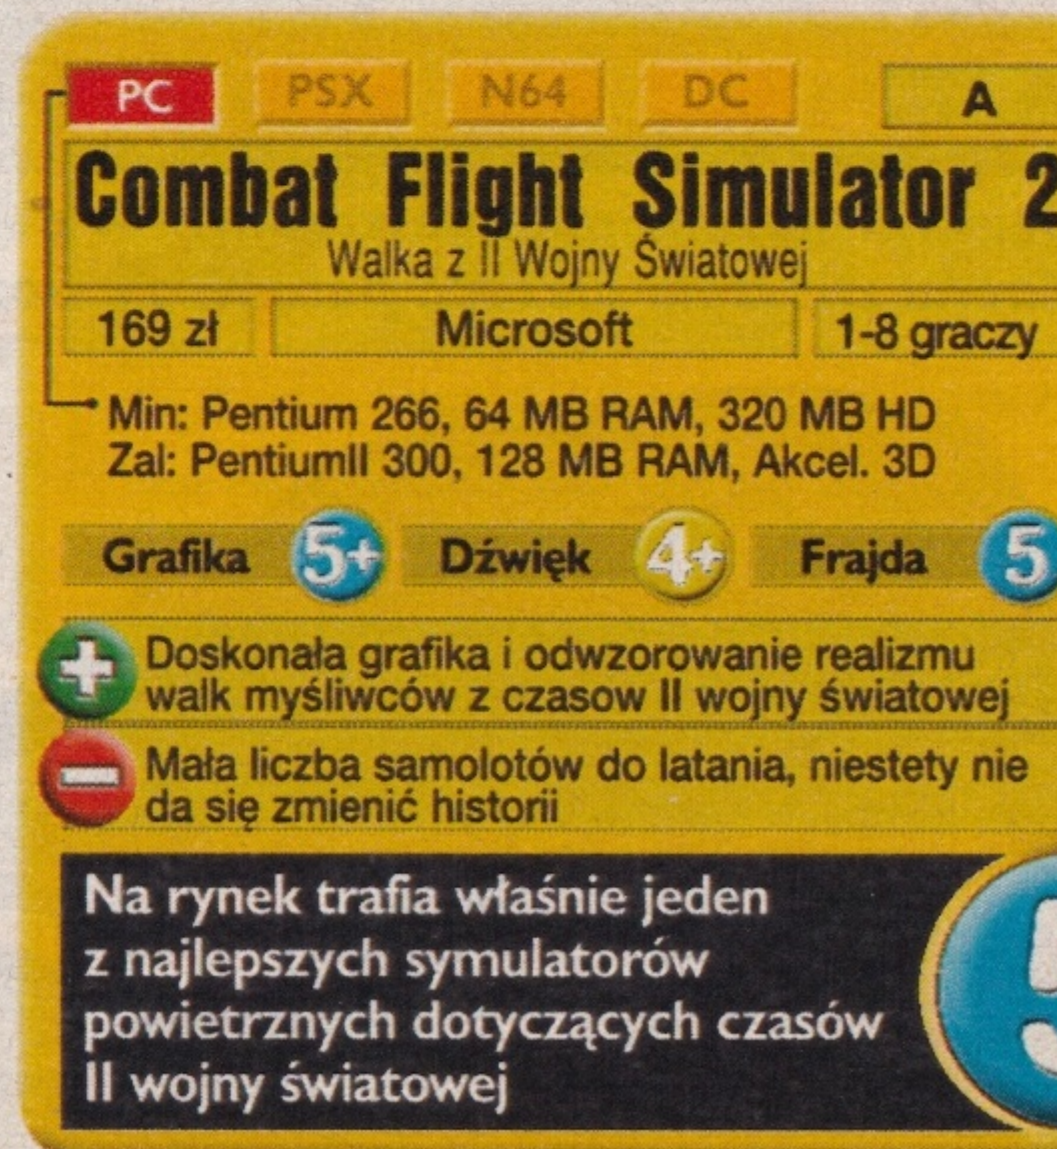 PC PSX N64 DC A
Combat Flight Simulator 2
Walka z II Wojny Światowej
169 zł Microsoft 1-8 graczy
Min: Pentium 266, 64 MB RAM, 320 MB HD
Zal: PentiumII 300, 128 MB RAM, Akcel. 3D
Grafika 5+ Dźwięk 4+ Frajda 5
Doskonała grafika i odwzorowanie realizmu
walk myśliwców z czasow II wojny światowej
Mała liczba samolotów do latania, niestety nie
da się zmienić historii
Na rynek trafia właśnie jeden
z najlepszych symulatorów
powietrznych dotyczących czasów
II wojny światowej